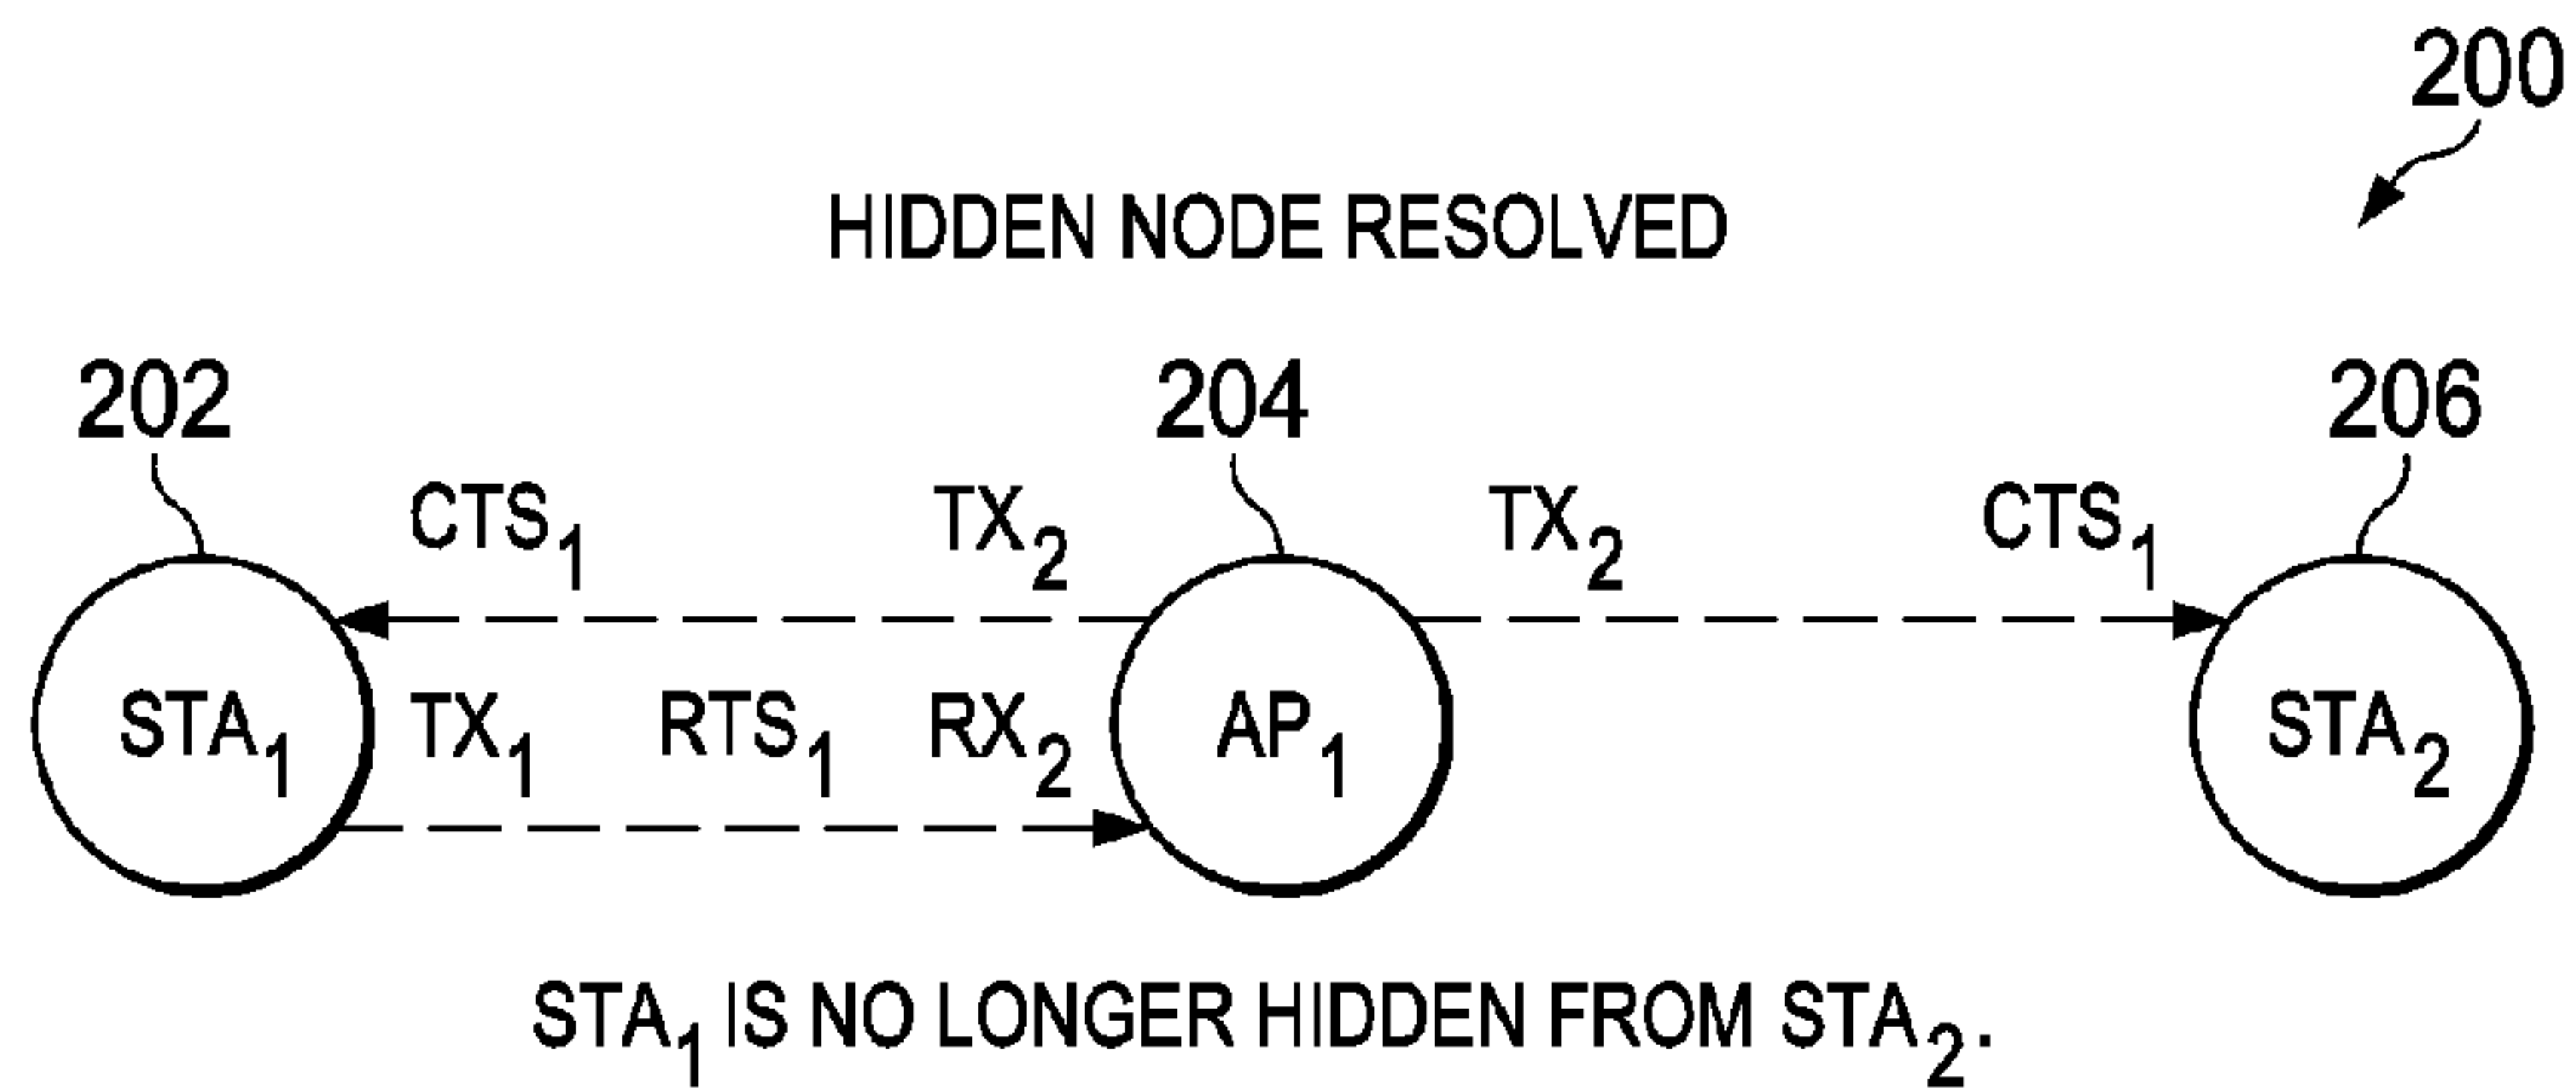 200
HIDDEN NODE RESOLVED
202 204 206
CTS₁ TX₂ TX₂ CTS₁
STA₁ TX₁ RTS₁ RX₂ AP₁ STA₂
STA₁ IS NO LONGER HIDDEN FROM STA₂.